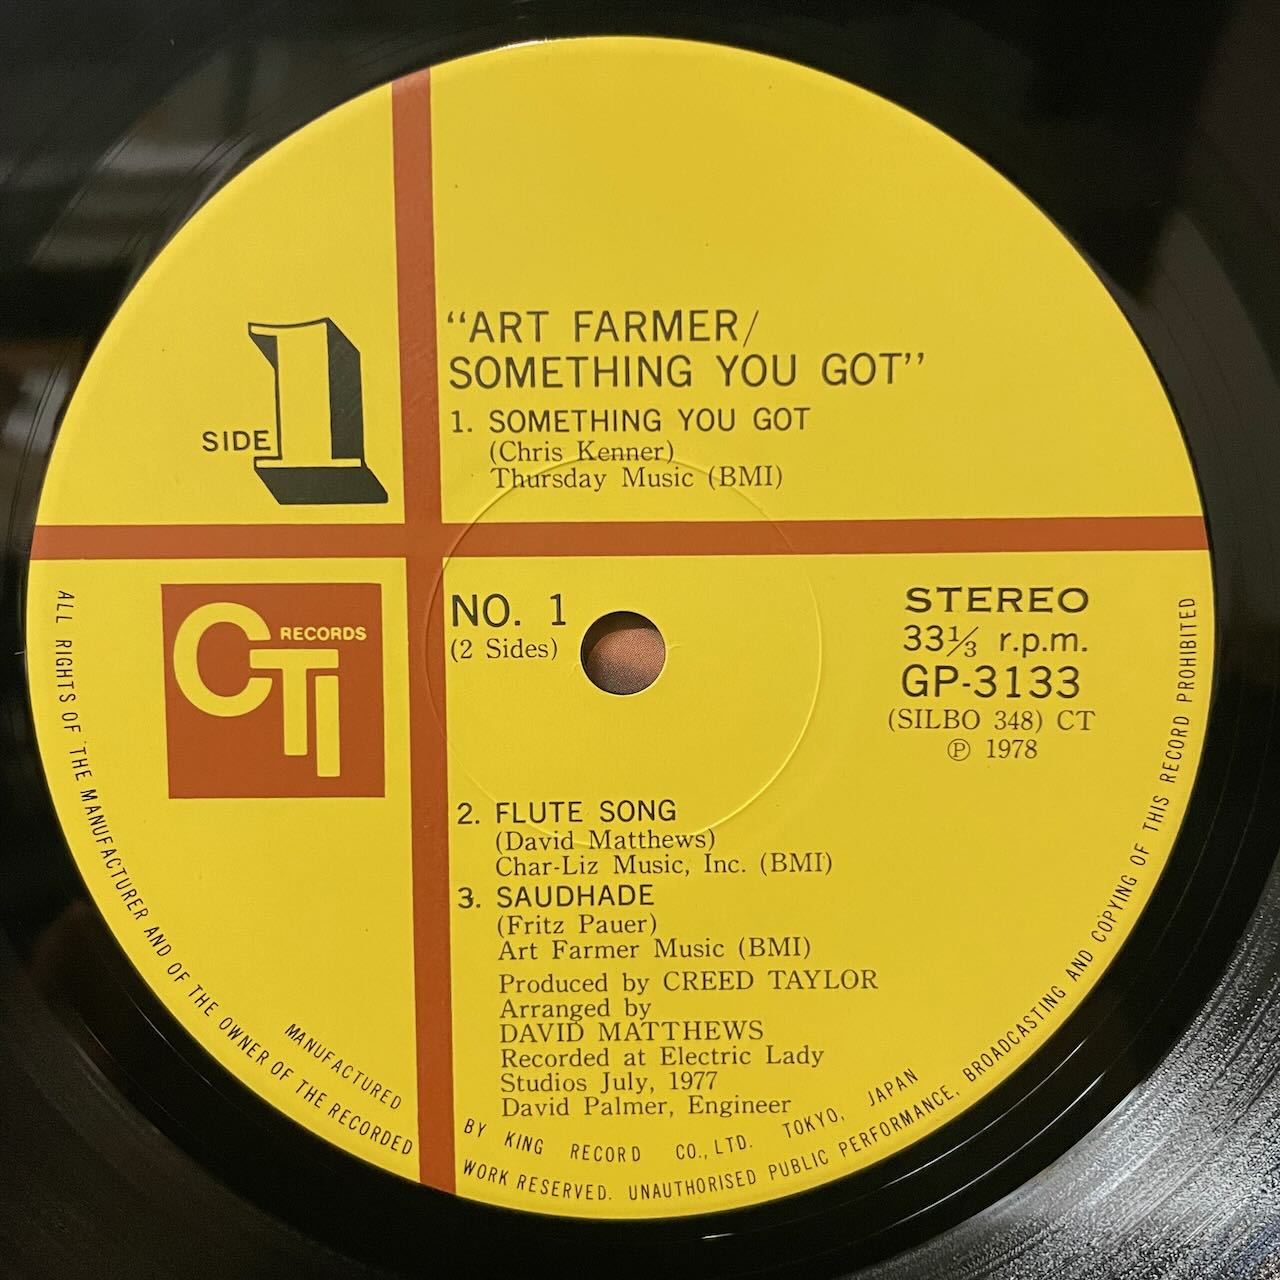 "ART FARMER/
SOMETHING YOU GOT"
1. SOMETHING YOU GOT
(Chris Kenner)
Thursday Music (BMI)
SIDE 1
CTI RECORDS
NO. 1
(2 Sides)
STEREO
33⅓ r.p.m.
GP-3133
(SILBO 348) CT
Ⓟ 1978
2. FLUTE SONG
(David Matthews)
Char-Liz Music, Inc. (BMI)
3. SAUDHADE
(Fritz Pauer)
Art Farmer Music (BMI)
Produced by CREED TAYLOR
Arranged by
DAVID MATTHEWS
Recorded at Electric Lady
Studios July, 1977
David Palmer, Engineer
MANUFACTURED BY KING RECORD CO., LTD. TOKYO, JAPAN
ALL RIGHTS OF THE MANUFACTURER AND OF THE OWNER OF THE RECORDED WORK RESERVED. UNAUTHORISED PUBLIC PERFORMANCE, BROADCASTING AND COPYING OF THIS RECORD PROHIBITED